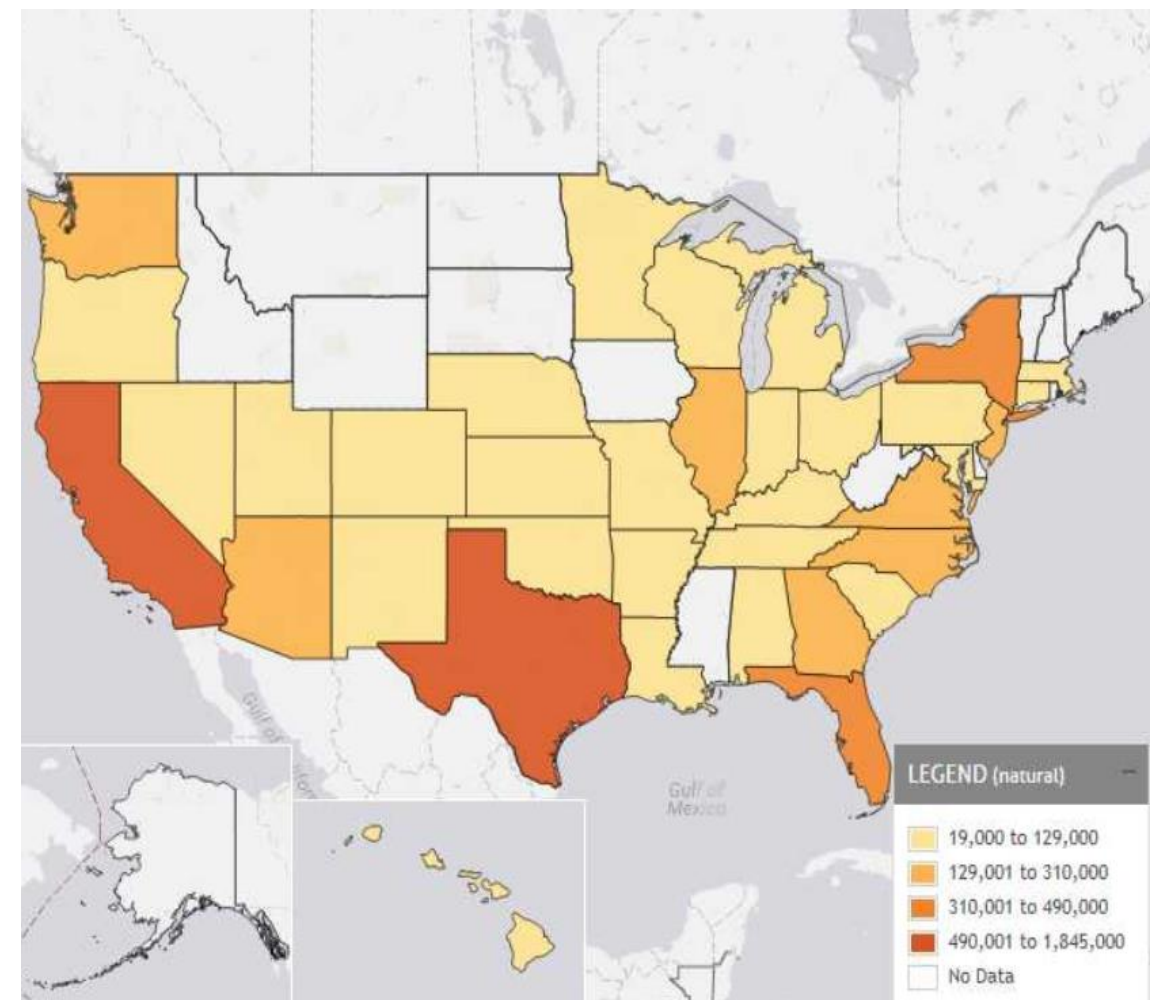 Gulf of
Gulf of
Mexico
LEGEND (natural)
19,000 to 129,000
129,001 to 310,000
310,001 to 490,000
490,001 to 1,845,000
No Data